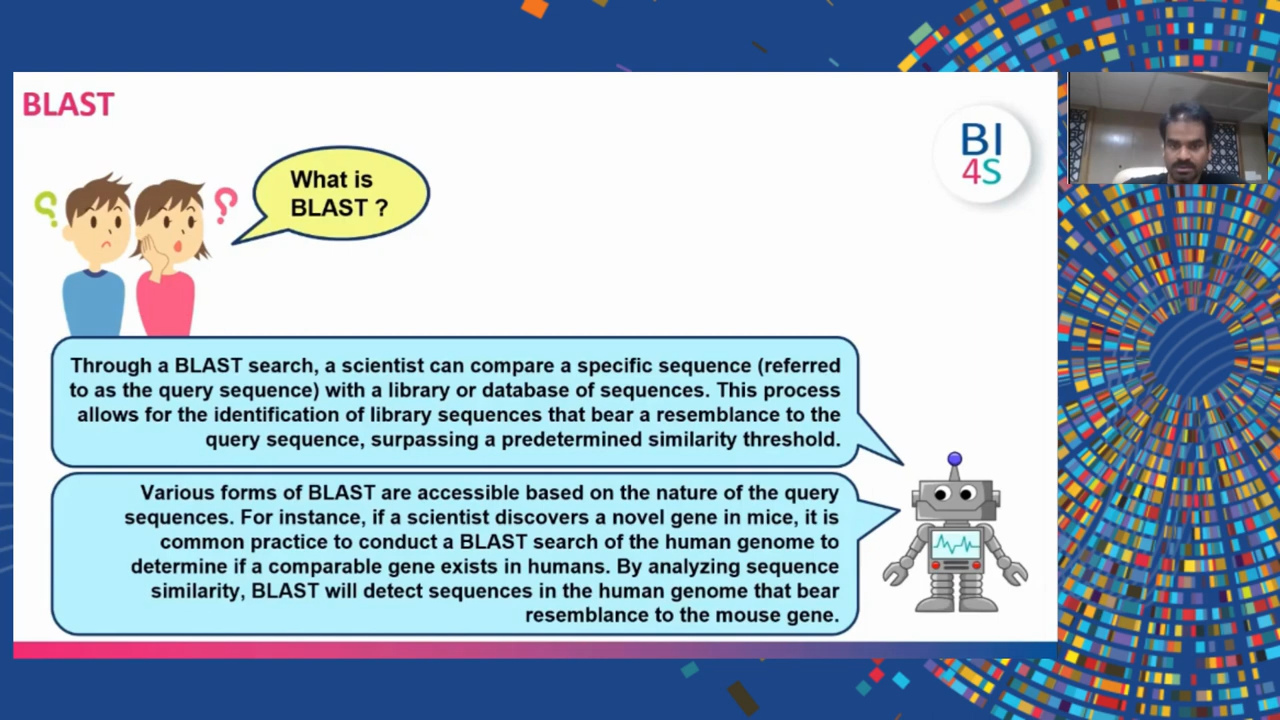 BLAST
BI
4S
What is
BLAST ?
Through a BLAST search, a scientist can compare a specific sequence (referred
to as the query sequence) with a library or database of sequences. This process
allows for the identification of library sequences that bear a resemblance to the
query sequence, surpassing a predetermined similarity threshold.
Various forms of BLAST are accessible based on the nature of the query
sequences. For instance, if a scientist discovers a novel gene in mice, it is
common practice to conduct a BLAST search of the human genome to
determine if a comparable gene exists in humans. By analyzing sequence
similarity, BLAST will detect sequences in the human genome that bear
resemblance to the mouse gene.